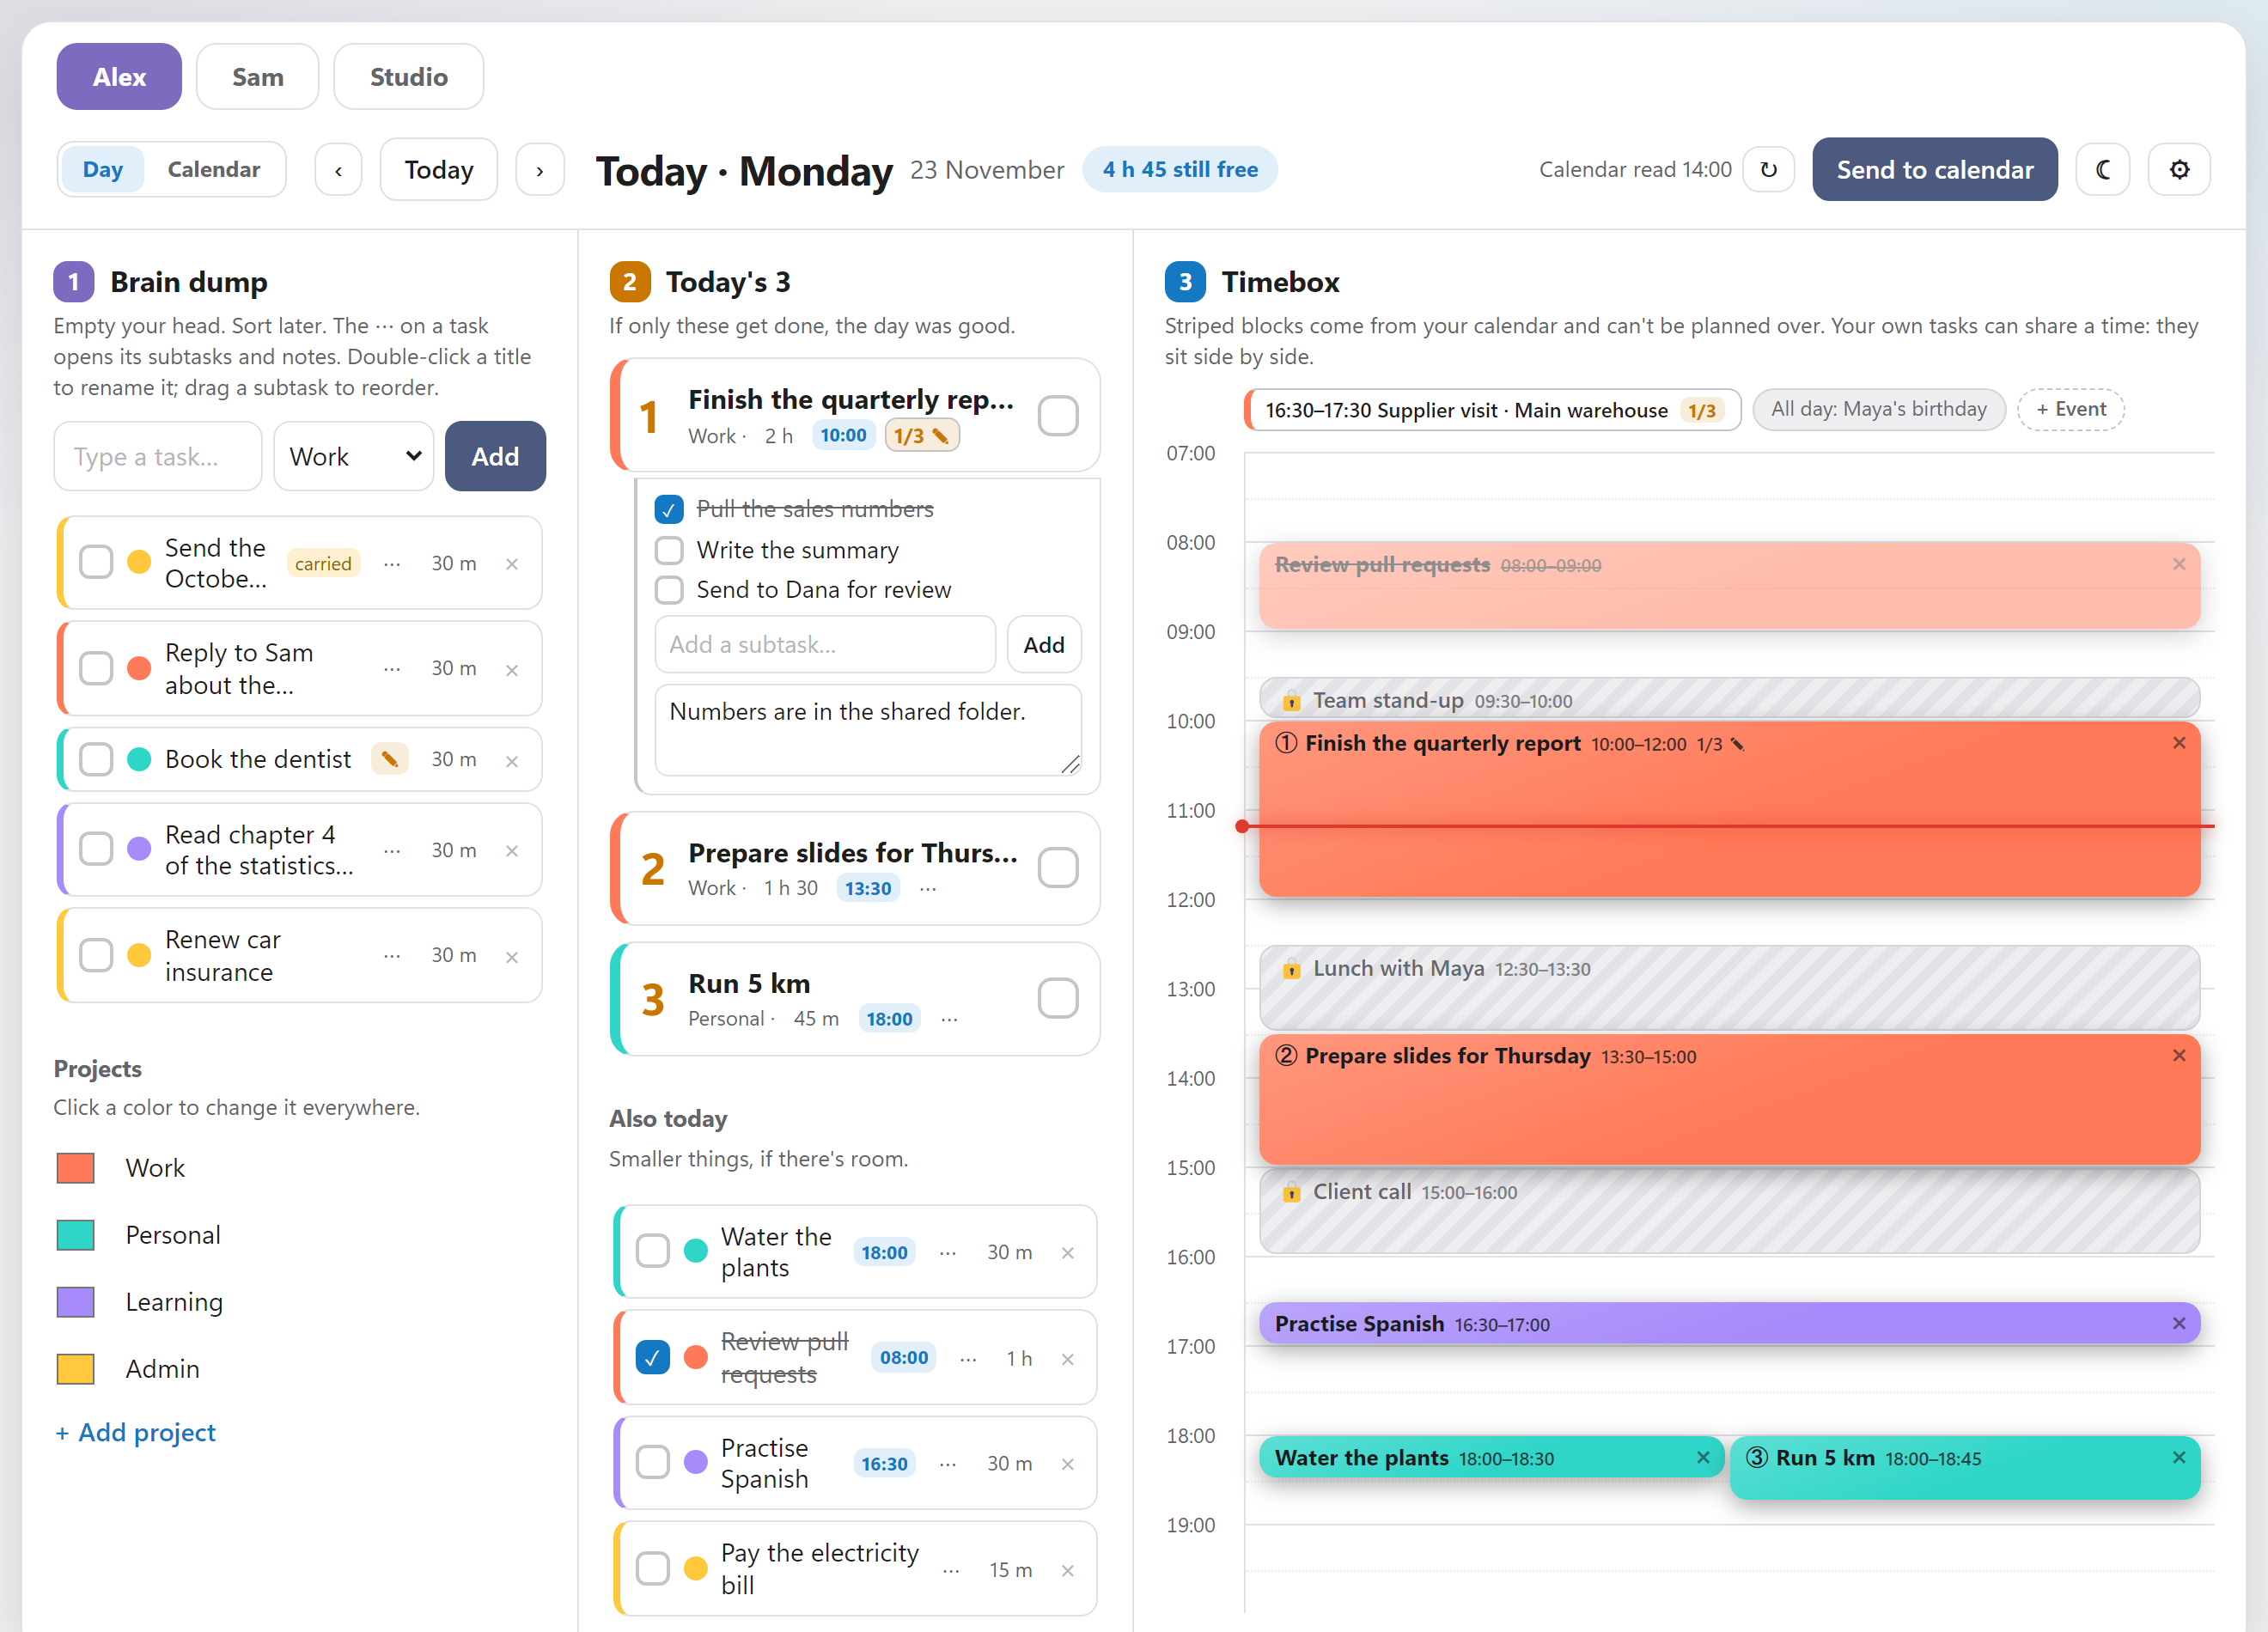 Alex
Sam
Studio
Day
Calendar
‹
Today
›
Today · Monday 23 November
4 h 45 still free
Calendar read 14:00
↻
Send to calendar
1 Brain dump
Empty your head. Sort later. The ··· on a task
opens its subtasks and notes. Double-click a title
to rename it; drag a subtask to reorder.
Type a task...
Work
Add
Send the
Octobe...
carried
···
30 m
×
Reply to Sam
about the...
···
30 m
×
Book the dentist
30 m
×
Read chapter 4
of the statistics...
···
30 m
×
Renew car
insurance
···
30 m
×
Projects
Click a color to change it everywhere.
Work
Personal
Learning
Admin
+ Add project
2 Today's 3
If only these get done, the day was good.
1
Finish the quarterly rep...
Work · 2 h 10:00 1/3
Pull the sales numbers
Write the summary
Send to Dana for review
Add a subtask...
Add
Numbers are in the shared folder.
2
Prepare slides for Thurs...
Work · 1 h 30 13:30 ···
3
Run 5 km
Personal · 45 m 18:00 ···
Also today
Smaller things, if there's room.
Water the
plants
18:00
···
30 m
×
Review pull
requests
08:00
···
1 h
×
Practise
Spanish
16:30
···
30 m
×
Pay the electricity
bill
···
15 m
×
3 Timebox
Striped blocks come from your calendar and can't be planned over. Your own tasks can share a time: they
sit side by side.
16:30–17:30 Supplier visit · Main warehouse 1/3
All day: Maya's birthday
+ Event
07:00
08:00
Review pull requests 08:00–09:00 ×
09:00
Team stand-up 09:30–10:00
10:00
① Finish the quarterly report 10:00–12:00 1/3 ×
11:00
12:00
Lunch with Maya 12:30–13:30
13:00
② Prepare slides for Thursday 13:30–15:00 ×
14:00
15:00
Client call 15:00–16:00
16:00
Practise Spanish 16:30–17:00 ×
17:00
18:00
Water the plants 18:00–18:30 ×
③ Run 5 km 18:00–18:45 ×
19:00